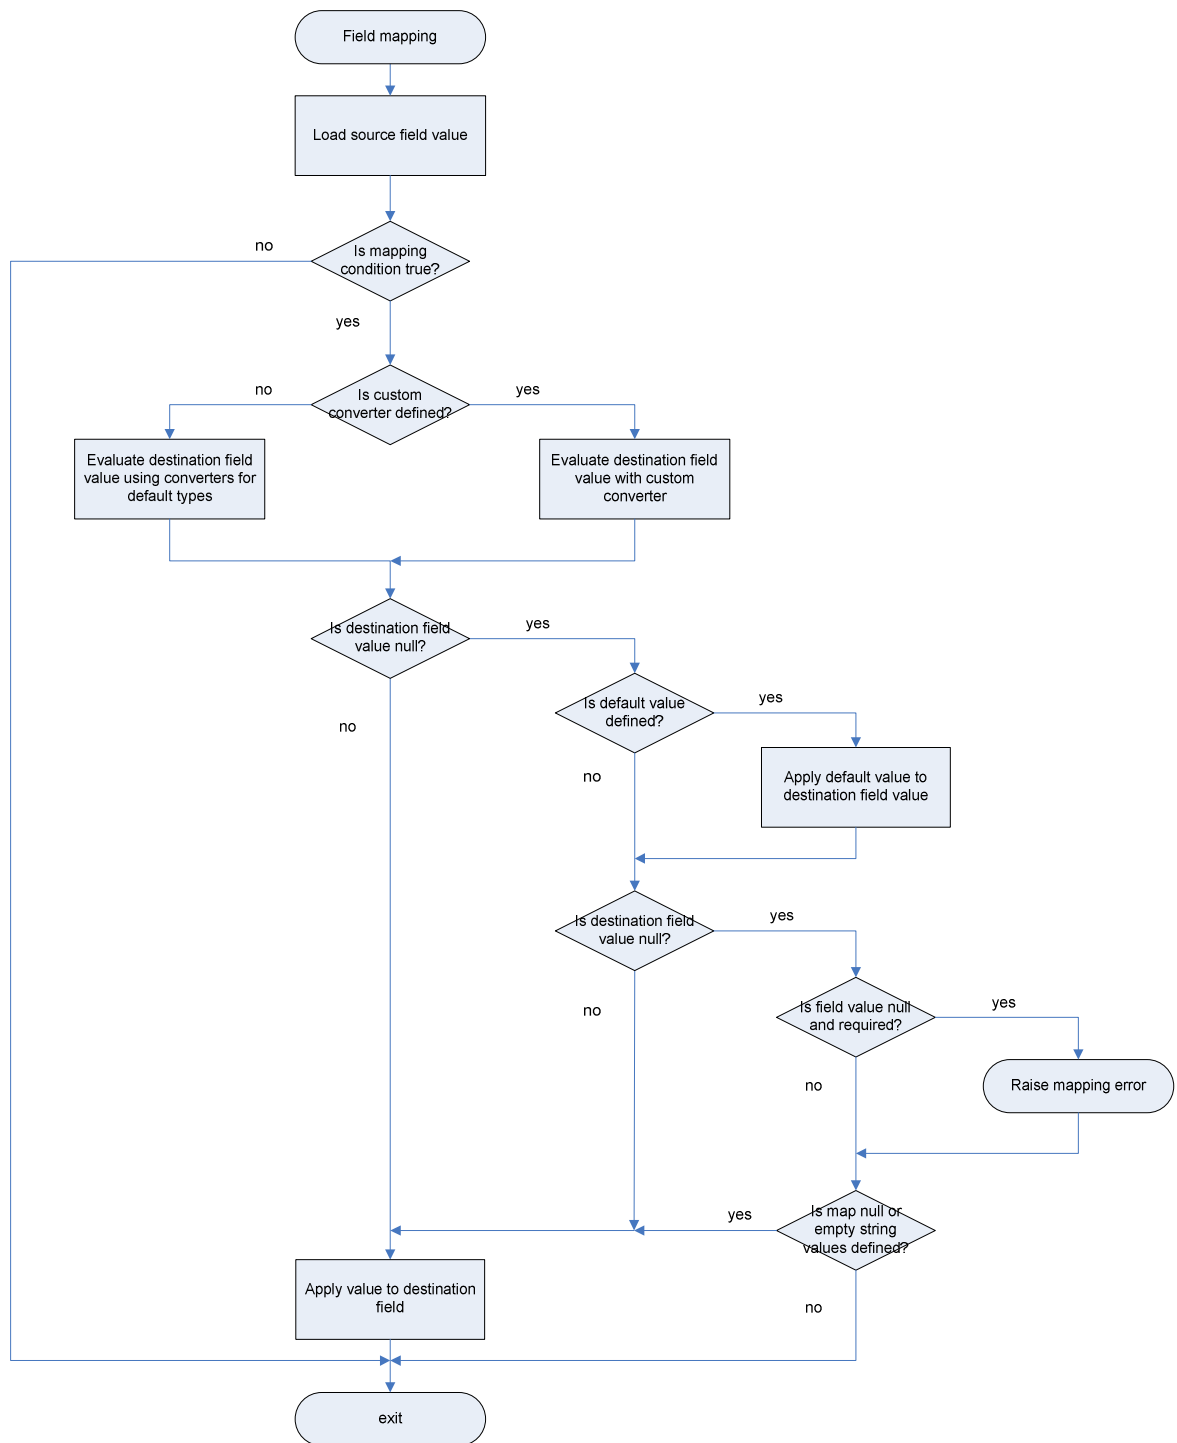 Field mapping
Load source field value
no
Is mapping
condition true?
yes
no
Is custom
converter defined?
yes
Evaluate destination field
value using converters for
default types
Evaluate destination field
value with custom
converter
Is destination field
value null?
yes
no
Is default value
defined?
yes
no
Apply default value to
destination field value
Is destination field
value null?
yes
no
Is field value null
and required?
yes
no
Raise mapping error
yes
Is map null or
empty string
values defined?
no
Apply value to destination
field
exit